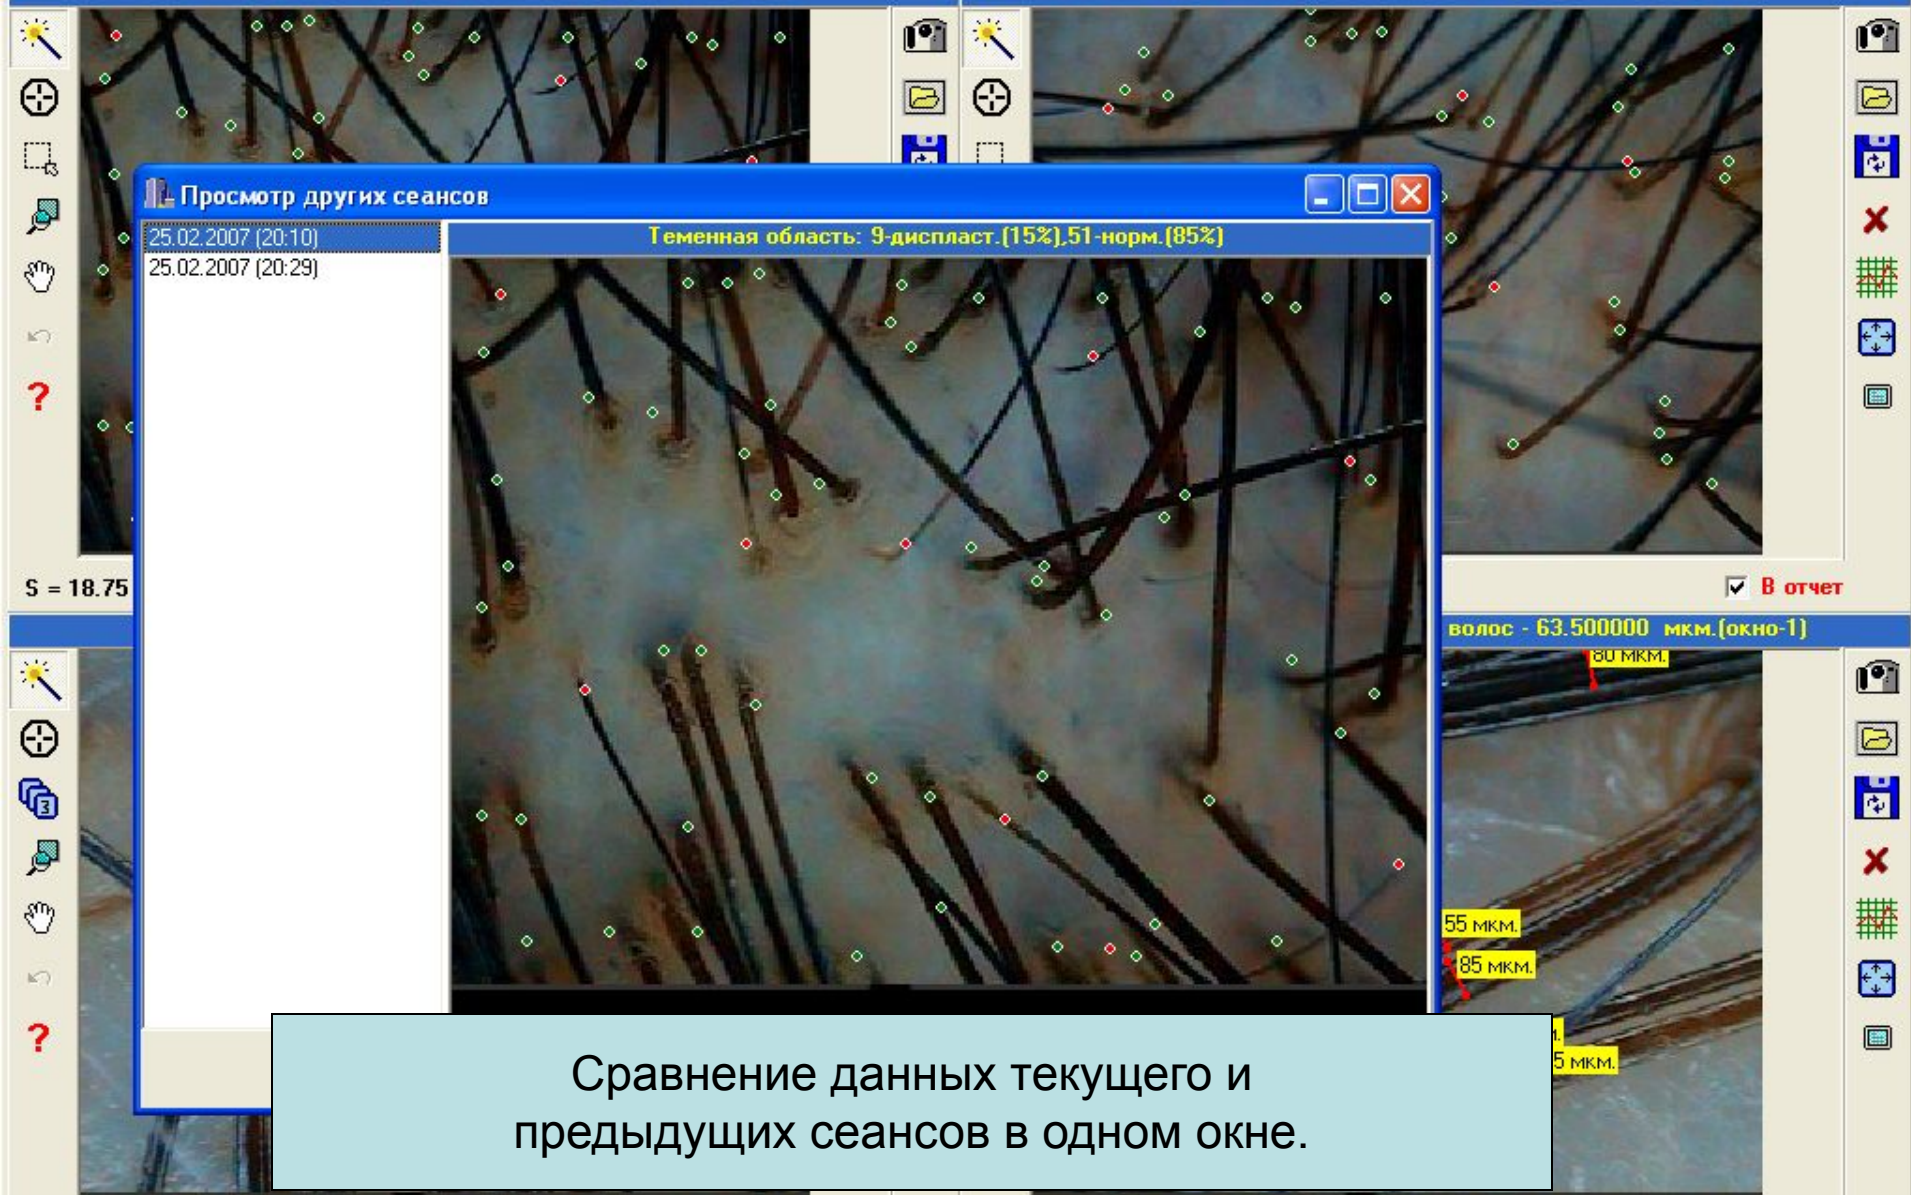 Просмотр других сеансов
25.02.2007 (20:10)
25.02.2007 (20:29)
Теменная область: 9-диспласт.(15%),51-норм.(85%)
?
S = 18.75
В отчет
волос - 63.500000 мкм.(окно-1)
80 мкм.
3
55 мкм.
85 мкм.
?
5 мкм.
Сравнение данных текущего и
предыдущих сеансов в одном окне.